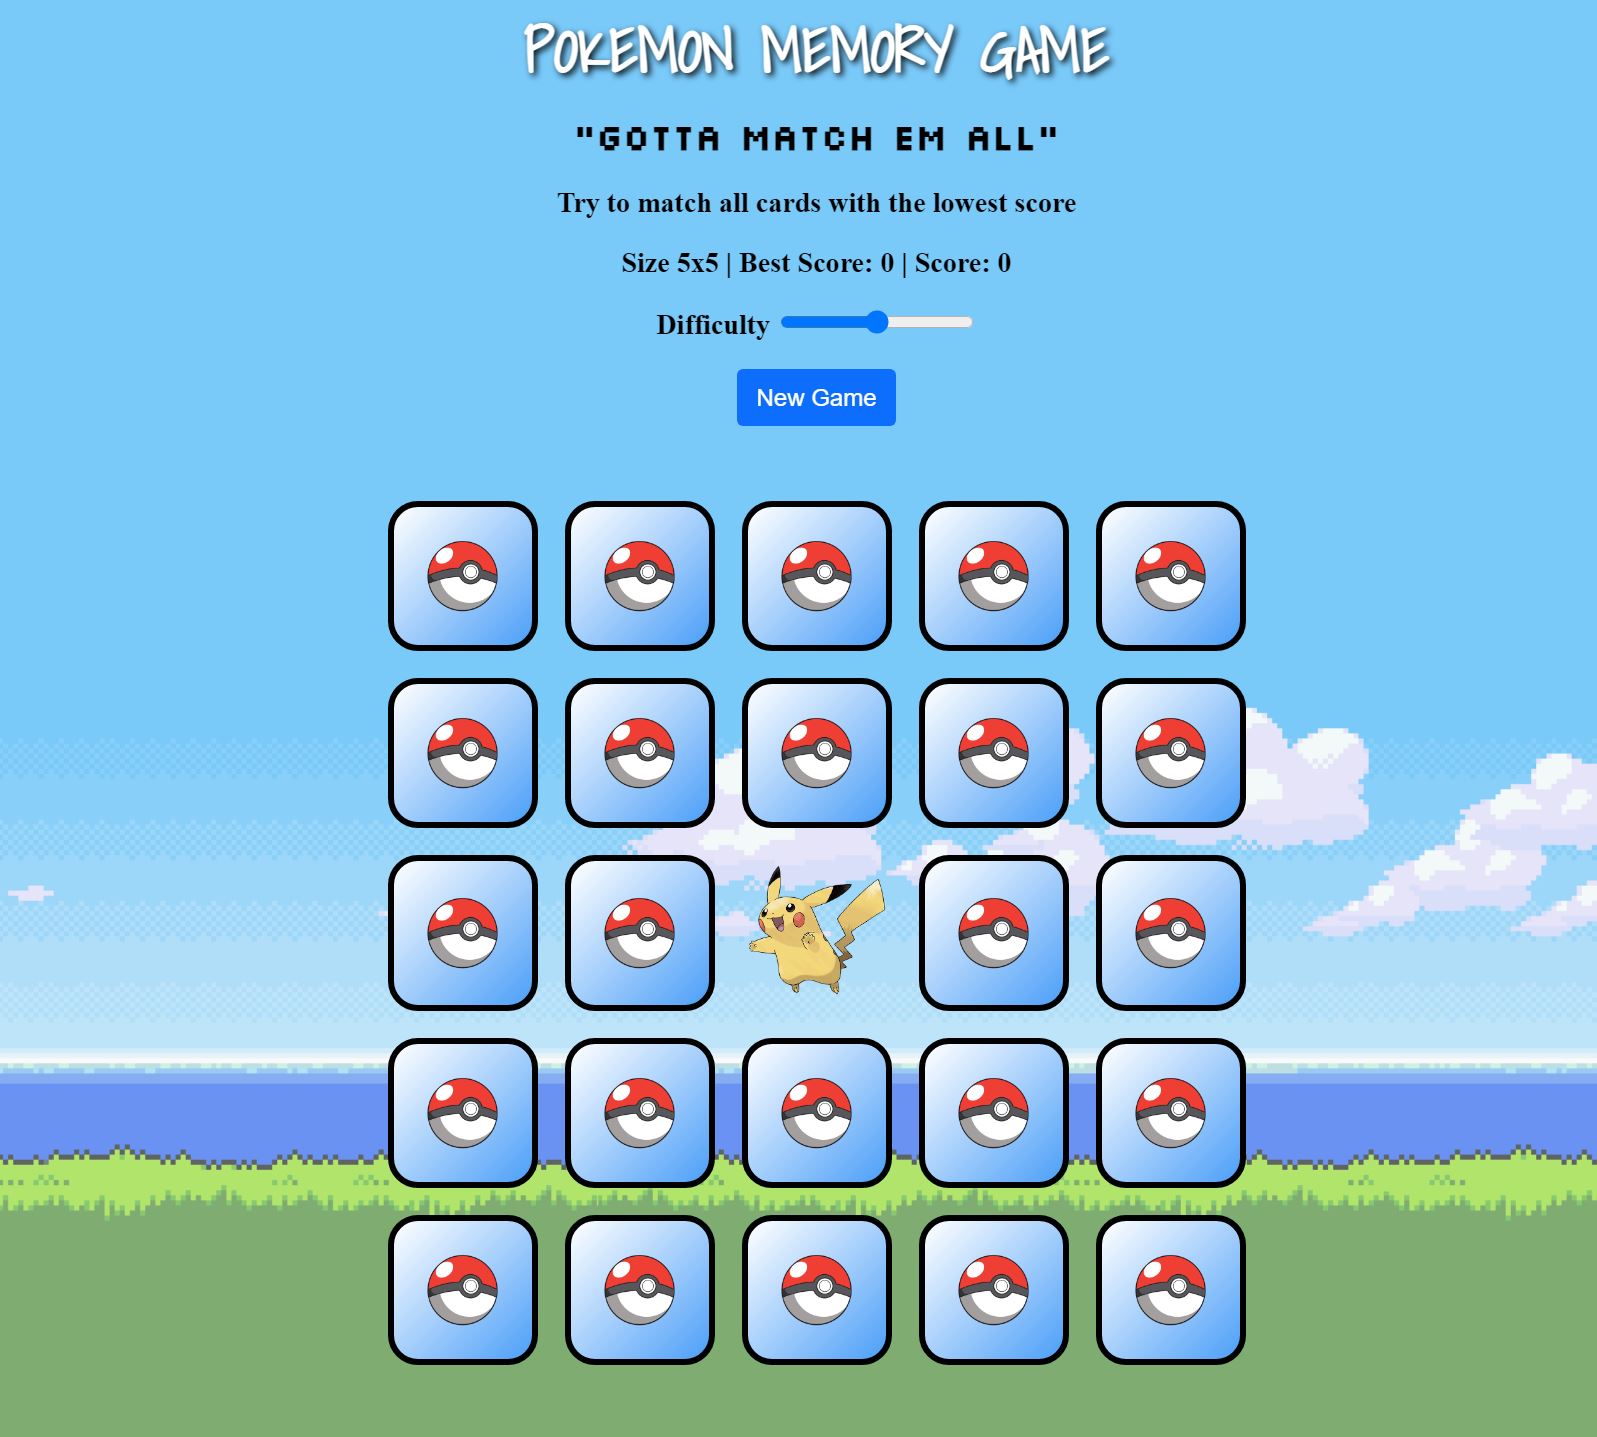 POKEMON MEMORY GAME
"GOTTA MATCH EM ALL"
Try to match all cards with the lowest score
Size 5x5 | Best Score: 0 | Score: 0
Difficulty
New Game